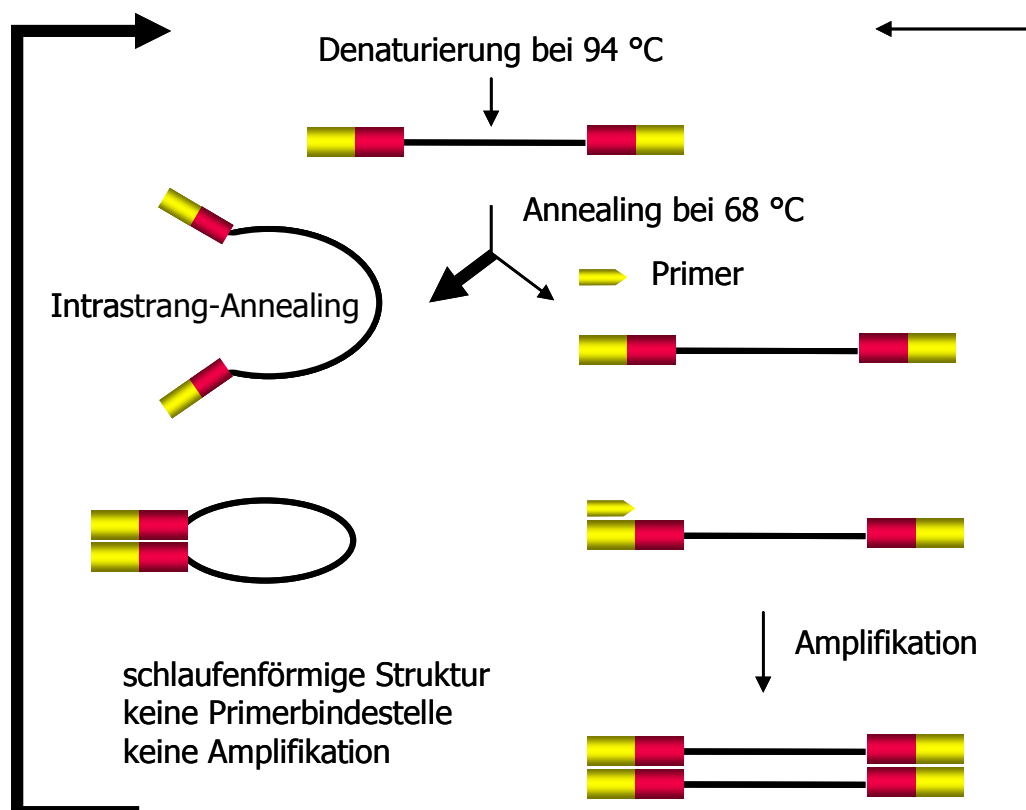 Denaturierung bei 94 °C
Annealing bei 68 °C
Primer
Intrastrang-Annealing
Amplifikation
schlaufenförmige Struktur
keine Primerbindestelle
keine Amplifikation